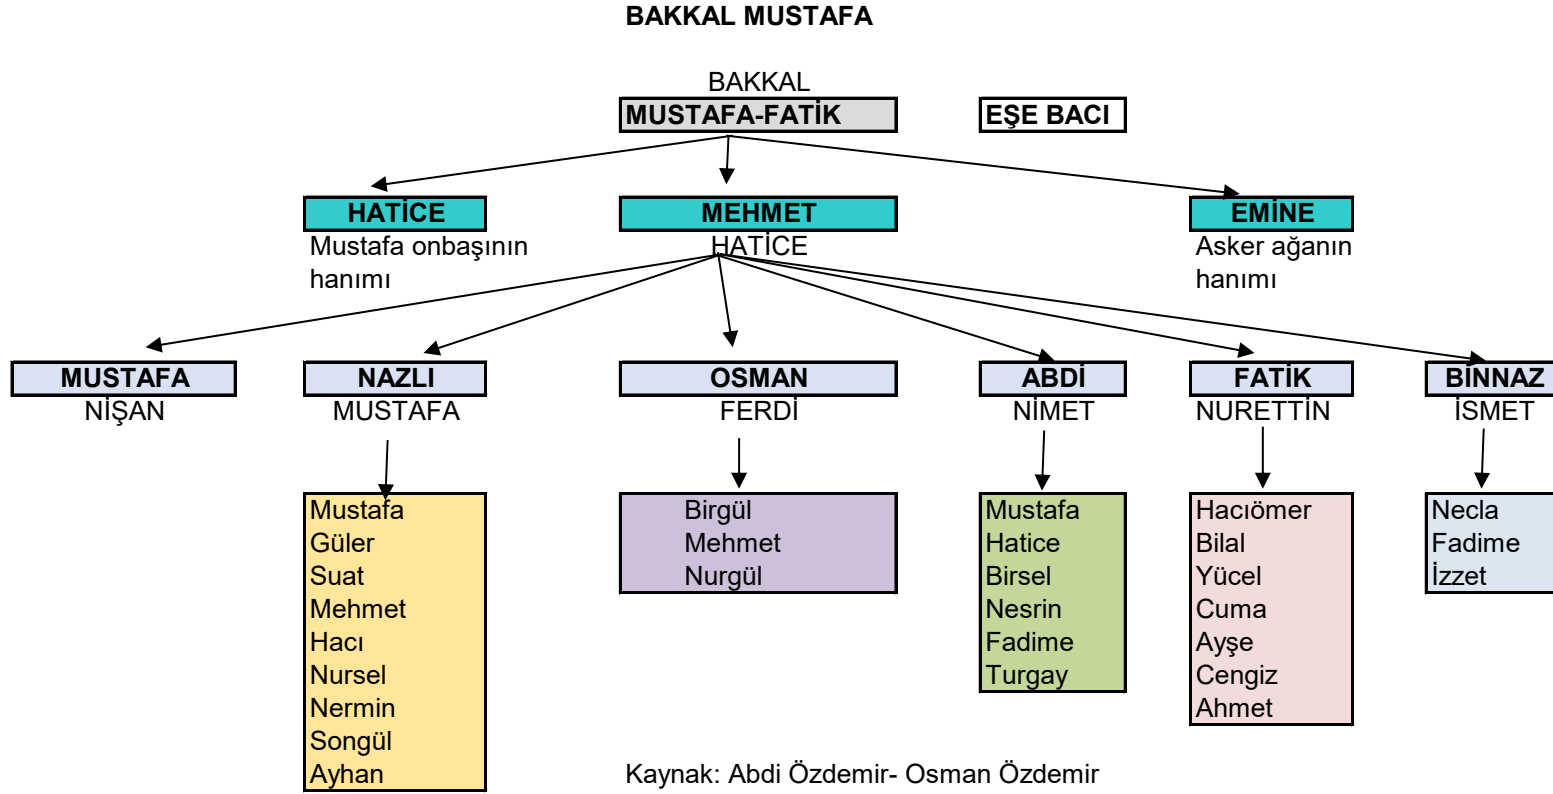 BAKKAL MUSTAFA
BAKKAL
MUSTAFA-FATİK
EŞE BACI
HATİCE
Mustafa onbaşının
hanımı
MEHMET
HATİCE
EMİNE
Asker ağanın
hanımı
MUSTAFA
NİŞAN
NAZLI
MUSTAFA
OSMAN
FERDİ
ABDİ
NİMET
FATİK
NURETTİN
BİNNAZ
İSMET
Mustafa
Güler
Suat
Mehmet
Hacı
Nursel
Nermin
Songül
Ayhan
Birgül
Mehmet
Nurgül
Mustafa
Hatice
Birsel
Nesrin
Fadime
Turgay
Hacıömer
Bilal
Yücel
Cuma
Ayşe
Cengiz
Ahmet
Necla
Fadime
İzzet
Kaynak: Abdi Özdemir- Osman Özdemir